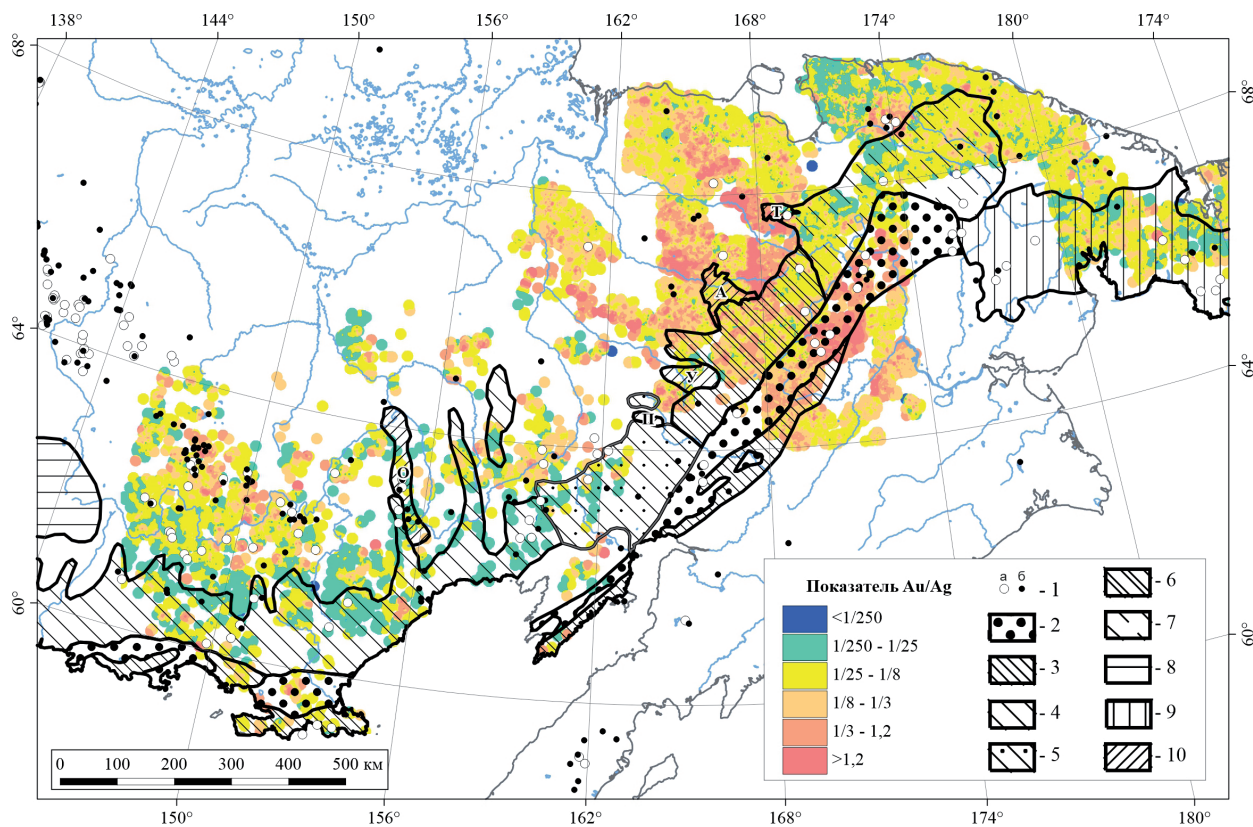 138° 144° 150° 156° 162° 168° 174° 180° 174°
68° 68°
Т
А
64° 64°
У
П
О
60° 60°
Показатель Au/Ag
<1/250
1/250 - 1/25
1/25 - 1/8
1/8 - 1/3
1/3 - 1,2
>1,2
а б
- 1
- 2
- 3
- 4
- 5
- 6
- 7
- 8
- 9
- 10
0 100 200 300 400 500 км
150° 156° 162° 168° 174° 180°